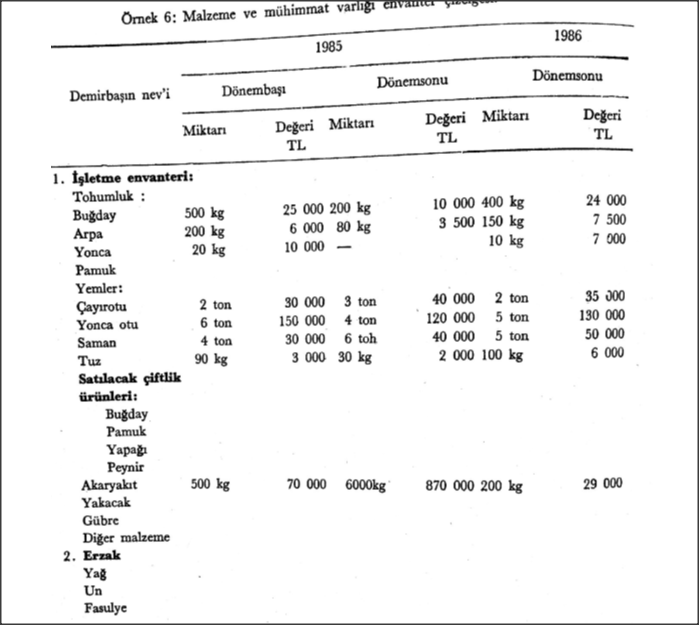 Örnek 6: Malzeme ve mühimmat varlığı envanter
1985 1986
Demirbaşın nev'i Dönembaşı Dönemsonu Dönemsonu
Miktarı Değeri TL Miktarı Değeri TL Miktarı Değeri TL
1. İşletme envanteri:
Tohumluk :
Buğday 500 kg 25 000 200 kg 10 000 400 kg 24 000
Arpa 200 kg 6 000 80 kg 3 500 150 kg 7 500
Yonca 20 kg 10 000 — 10 kg 7 000
Pamuk
Yemler:
Çayırotu 2 ton 30 000 3 ton 40 000 2 ton 35 000
Yonca otu 6 ton 150 000 4 ton 120 000 5 ton 130 000
Saman 4 ton 30 000 6 toh 40 000 5 ton 50 000
Tuz 90 kg 3 000 30 kg 2 000 100 kg 6 000
Satılacak çiftlik
ürünleri:
Buğday
Pamuk
Yapağı
Peynir
Akaryakıt 500 kg 70 000 6000kg 870 000 200 kg 29 000
Yakacak
Gübre
Diğer malzeme
2. Erzak
Yağ
Un
Fasulye